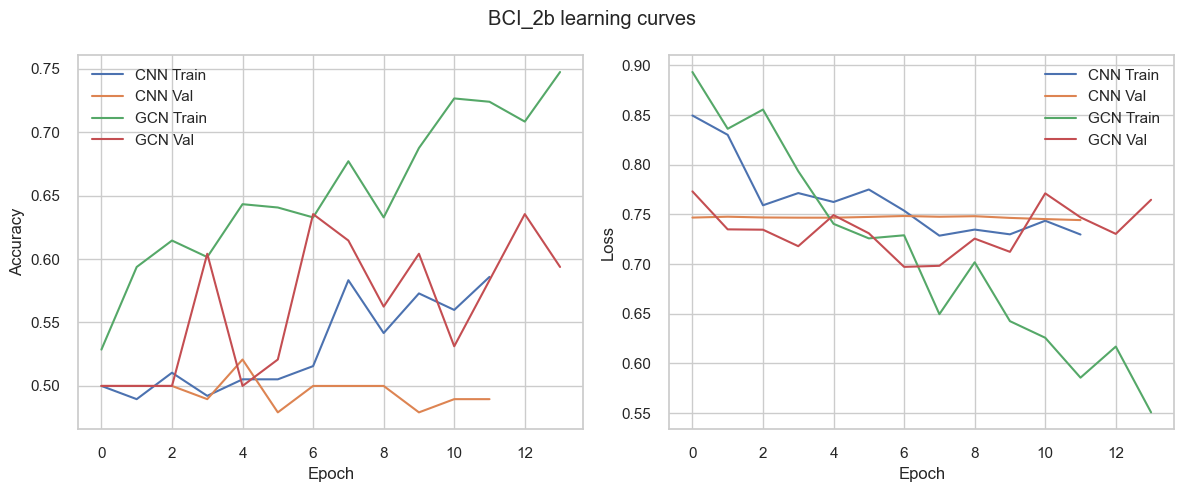 BCI_2b learning curves
Accuracy
0.75
0.70
0.65
0.60
0.55
0.50
CNN Train
CNN Val
GCN Train
GCN Val
0 2 4 6 8 10 12
Epoch
Loss
0.90
0.85
0.80
0.75
0.70
0.65
0.60
0.55
CNN Train
CNN Val
GCN Train
GCN Val
0 2 4 6 8 10 12
Epoch